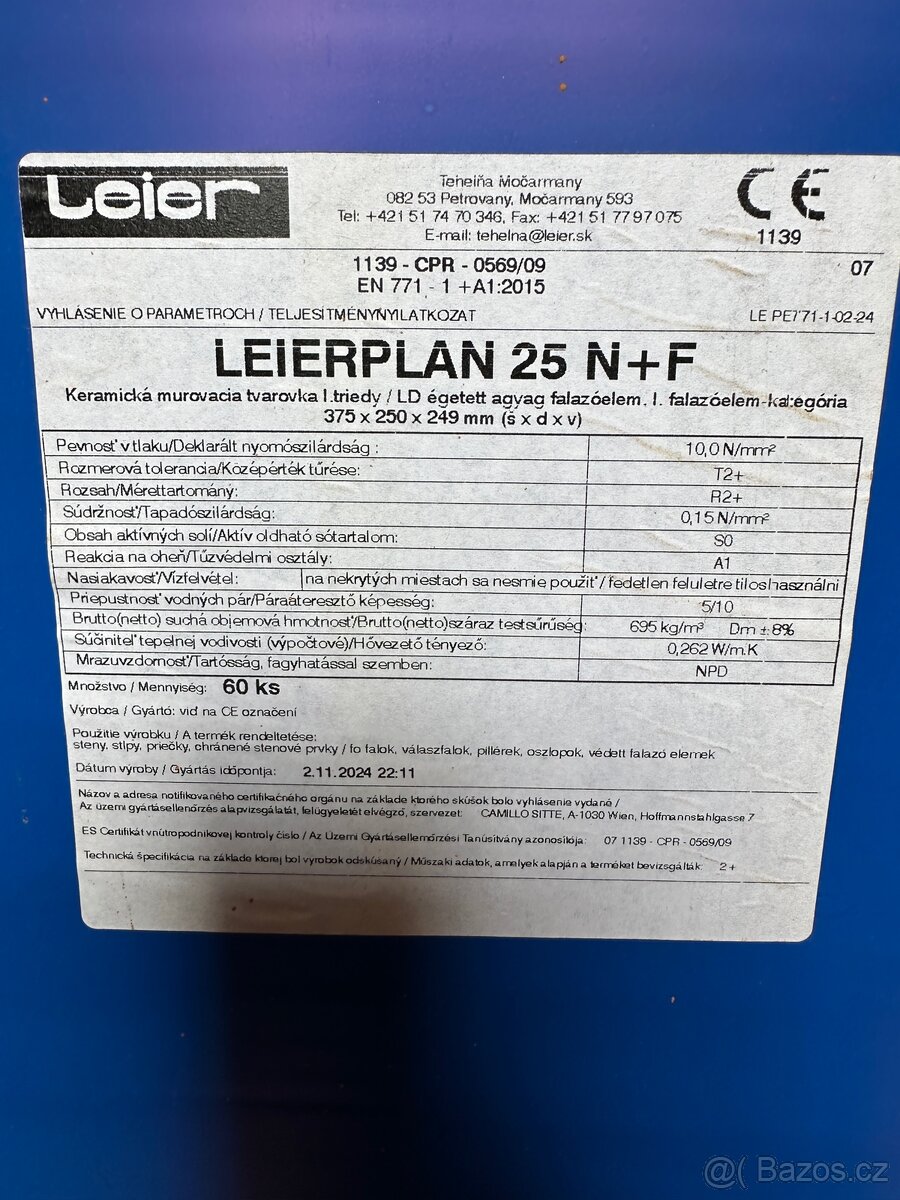 Leier
Tehelňa Močarmany
082 53 Petrovany, Močarmany 593
Tel: +421 51 74 70 346, Fax: +421 51 77 97 075
E-mail: tehelna@leier.sk
CE
1139
1139 - CPR - 0569/09
07
EN 771 - 1 +A1:2015
VYHLÁSENIE O PARAMETROCH / TELJESÍTMÉNYNYILATKOZAT
LE PE771-1-02-24
LEIERPLAN 25 N+F
Keramická murovacia tvarovka I.triedy / LD égetett agyag falazóelem, I. falazóelem-kategória
375 x 250 x 249 mm (š x d x v)
Pevnosť v tlaku/Deklarált nyomószilárdság : 10,0 N/mm²
Rozmerová tolerancia/Középérték tűrése: T2+
Rozsah/Mérettartomány: R2+
Súdržnosť/Tapadószilárdság: 0,15 N/mm²
Obsah aktívných solí/Aktív oldható sótartalom: S0
Reakcia na oheň/Tűzvédelmi osztály: A1
Nasiakavosť/Vízfelvétel: na nekrytých miestach sa nesmie použiť / fedetlen felületre tilos használni
Priepustnosť vodných pár/Páraáteresztő képesség: 5/10
Brutto(netto) suchá objemová hmotnosť/Brutto(netto)száraz testsűrűség: 695 kg/m³ Dm ±8%
Súčiniteľ tepelnej vodivosti (výpočtové)/Hővezető tényező: 0,262 W/m.K
Mrazuvzdornosť/Tartósság, fagyhatással szemben: NPD
Množstvo / Mennyiség: 60 ks
Výrobca / Gyártó: viď na CE označení
Použitie výrobku / A termék rendeltetése:
steny, stĺpy, priečky, chránené stenové prvky / fő falok, válaszfalok, pillérek, oszlopok, védett falazó elemek
Dátum výroby / Gyártás időpontja: 2.11.2024 22:11
Názov a adresa notifikovaného certifikačného orgánu na základe ktorého skúšok bolo vyhlásenie vydané /
Az üzemi gyártásellenőrzés alapvizsgálatát, felügyeletét elvégző, szervezet: CAMILLO SITTE, A-1030 Wien, Hoffmannstahlgasse 7
ES Certifikát vnútropodnikovej kontroly číslo / Az Üzemi Gyártásellenőrzési Tanúsítvány azonosítója: 07 1139 - CPR - 0569/09
Technická špecifikácia na základe ktorej bol výrobok odskúšaný / Műszaki adatok, amelyek alapján a terméket bevizsgálták: 2+
@( Bazoš.cz